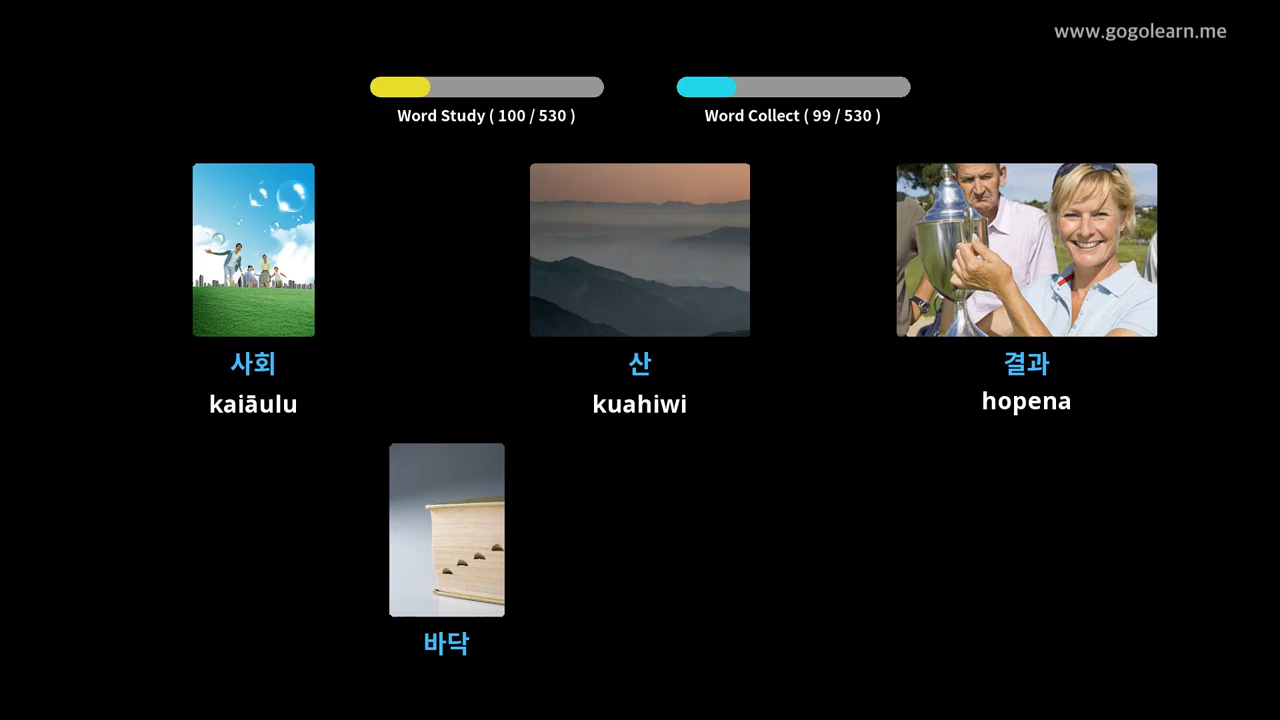 www.gogolearn.me
Word Study ( 100 / 530 )
Word Collect ( 99 / 530 )
사회
kaiāulu
산
kuahiwi
결과
hopena
바닥